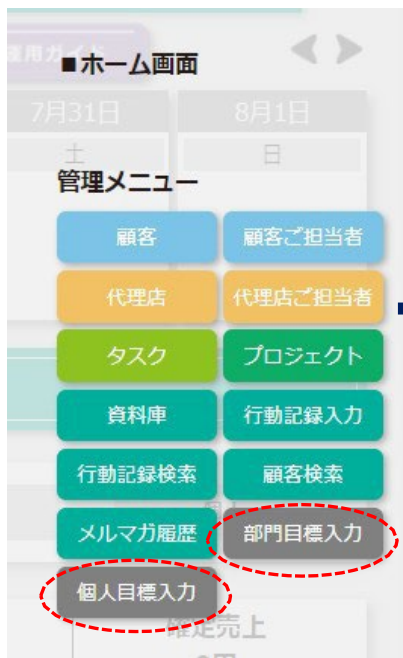 用ガイド
■ホーム画面
7月31日 8月1日
土 日
管理メニュー
顧客 顧客ご担当者
代理店 代理店ご担当者
タスク プロジェクト
資料庫 行動記録入力
行動記録検索 顧客検索
メルマガ履歴 部門目標入力
個人目標入力
確定売上